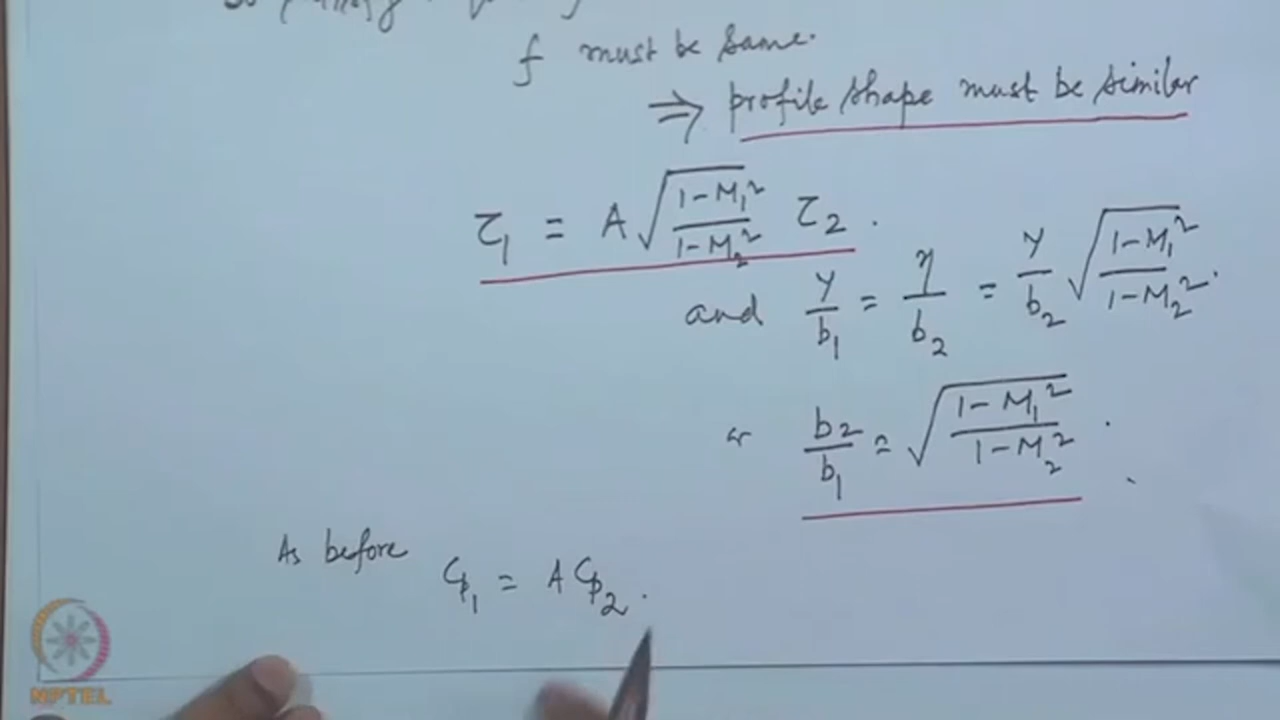 f must be same.
⇒ profile shape must be similar
τ₁ = A √((1-M₁²)/(1-M₂²)) τ₂ .
and y/b₁ = η/b₂ = y/b₂ √((1-M₁²)/(1-M₂²)) .
or b₂/b₁ = √((1-M₁²)/(1-M₂²)) .
As before Cp₁ = A Cp₂ .
NPTEL